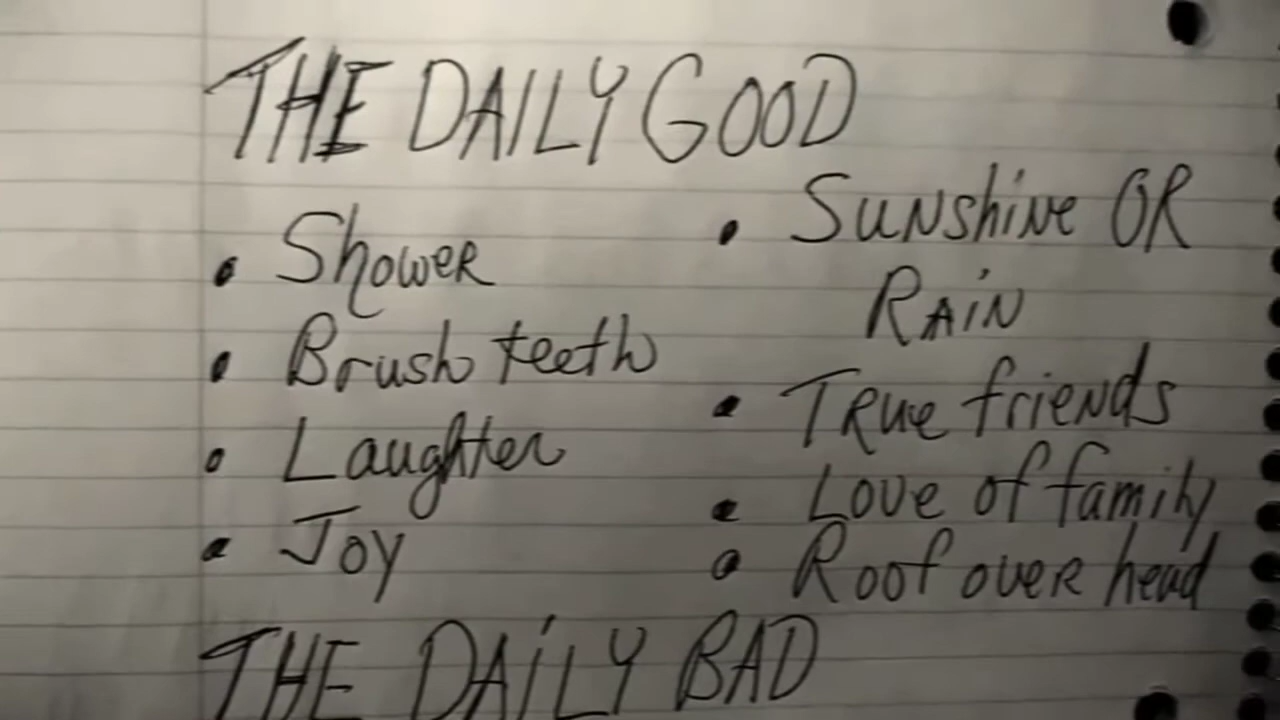 THE DAILY GOOD
• Shower
• Brush teeth
• Laughter
• Joy
• Sunshine OR
RAiN
• TRue friends
• Love of family
• Roof oveR head
THE DAiLY BAD